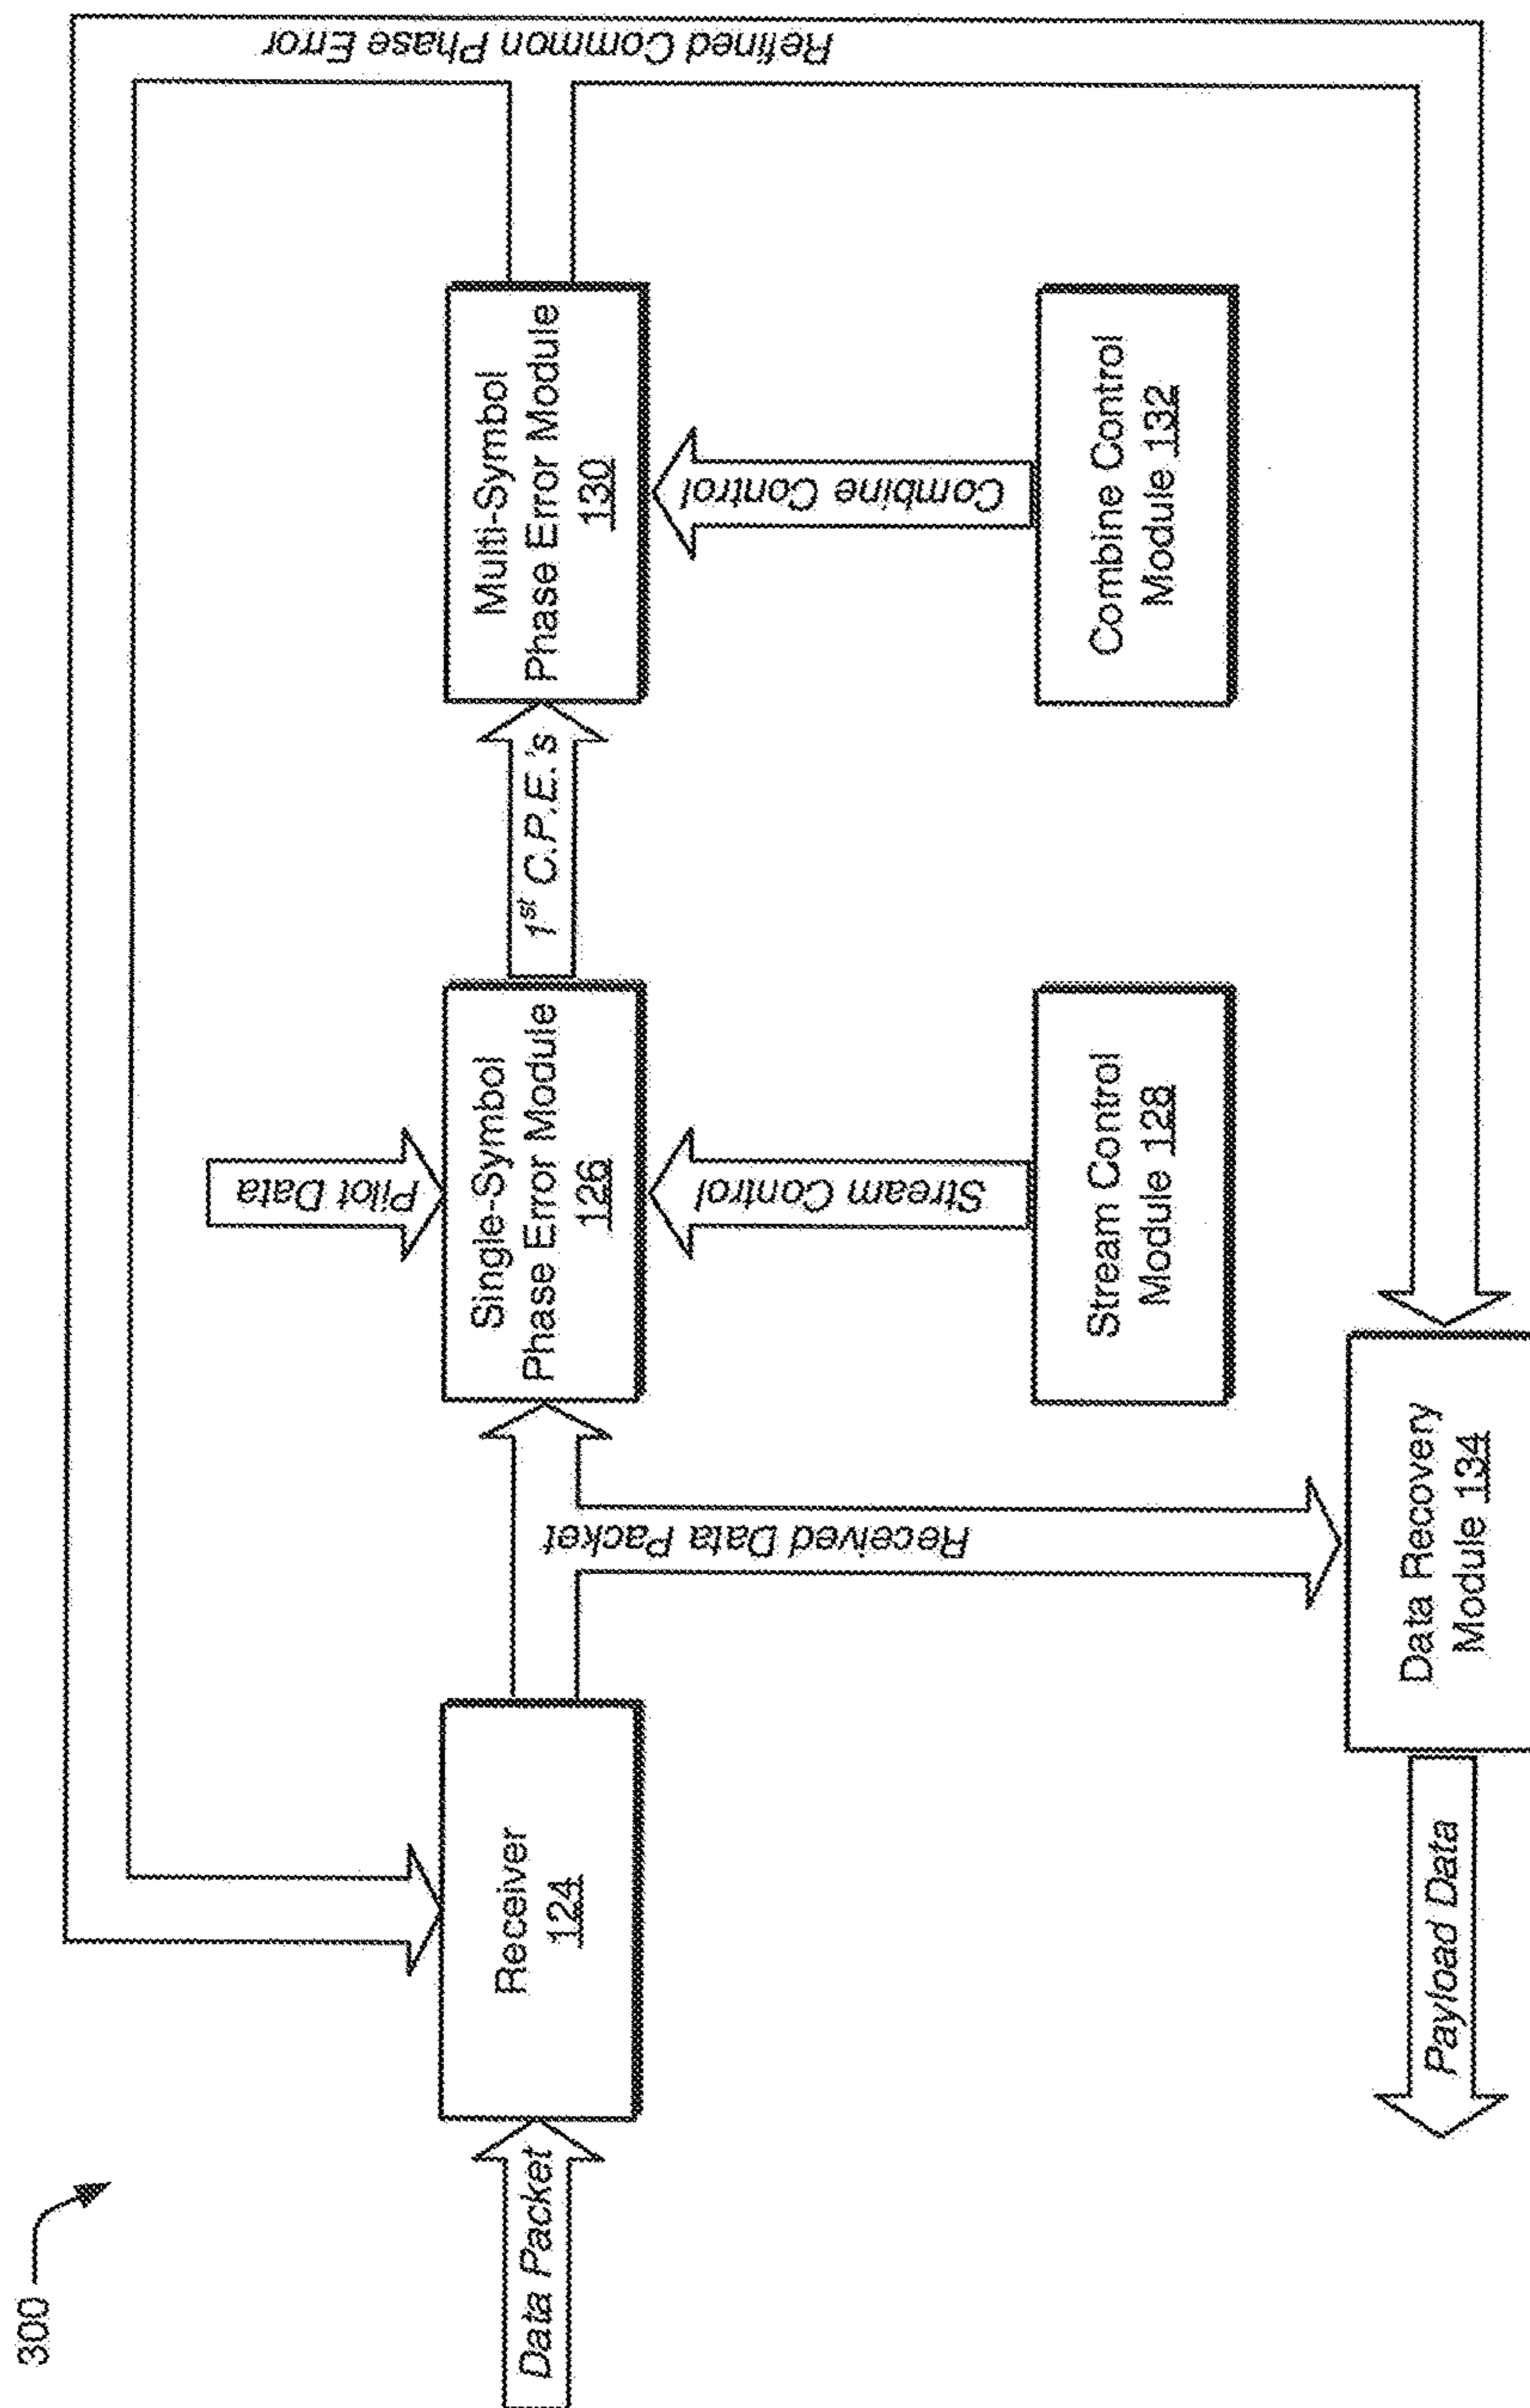 300
Refined Common Phase Error
Pilot Data
Data Packet
Receiver
124
Single-Symbol
Phase Error Module
126
1st C.P.E.'s
Multi-Symbol
Phase Error Module
130
Received Data Packet
Stream Control
Combine Control
Stream Control
Module 128
Combine Control
Module 132
Payload Data
Data Recovery
Module 134